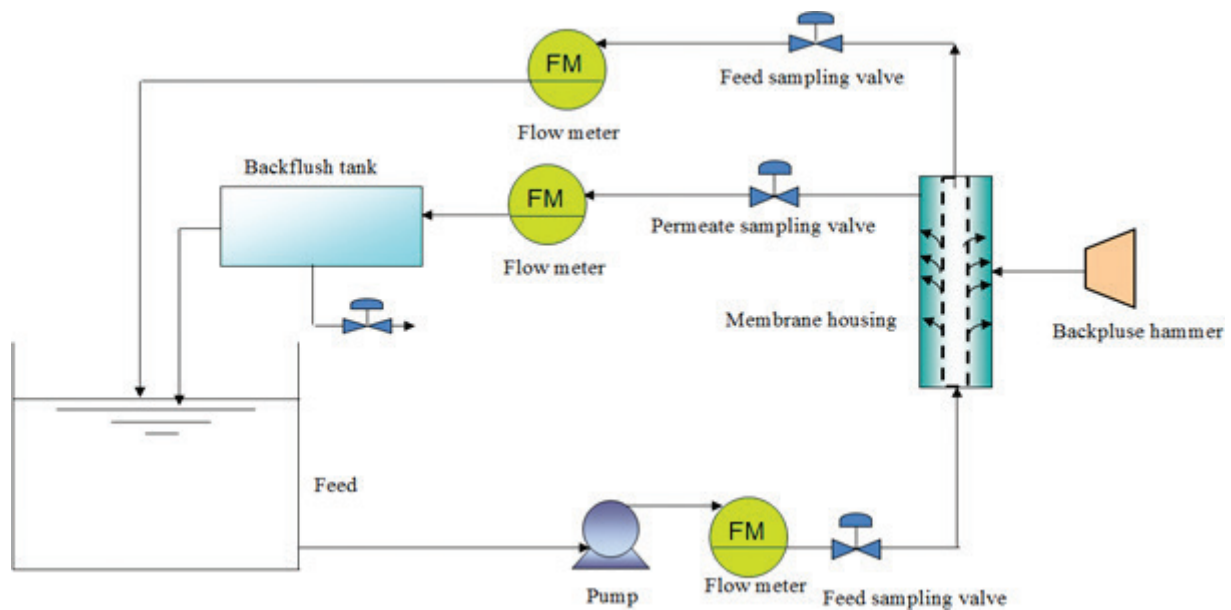 FM
Feed sampling valve
Flow meter
Backflush tank
FM
Permeate sampling valve
Flow meter
Membrane housing
Backpluse hammer
Feed
FM
Pump
Flow meter
Feed sampling valve